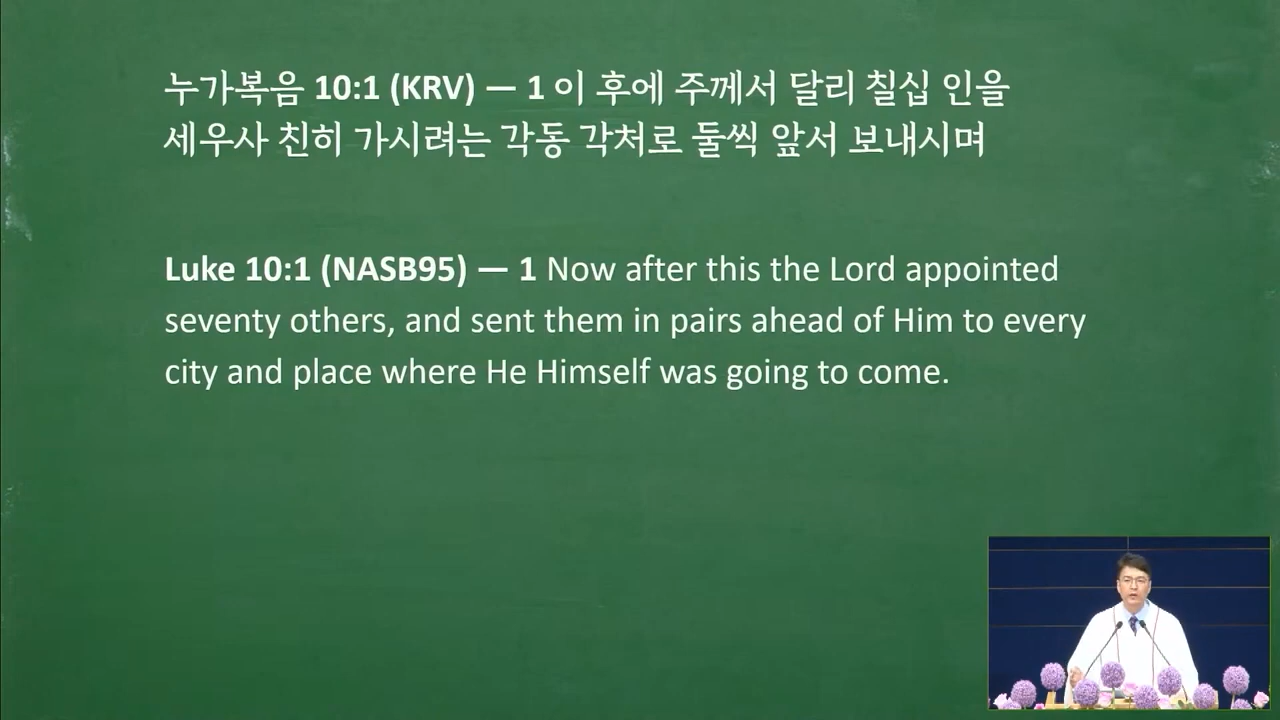 누가복음 10:1 (KRV) — 1 이 후에 주께서 달리 칠십 인을
세우사 친히 가시려는 각동 각처로 둘씩 앞서 보내시며
Luke 10:1 (NASB95) — 1 Now after this the Lord appointed
seventy others, and sent them in pairs ahead of Him to every
city and place where He Himself was going to come.